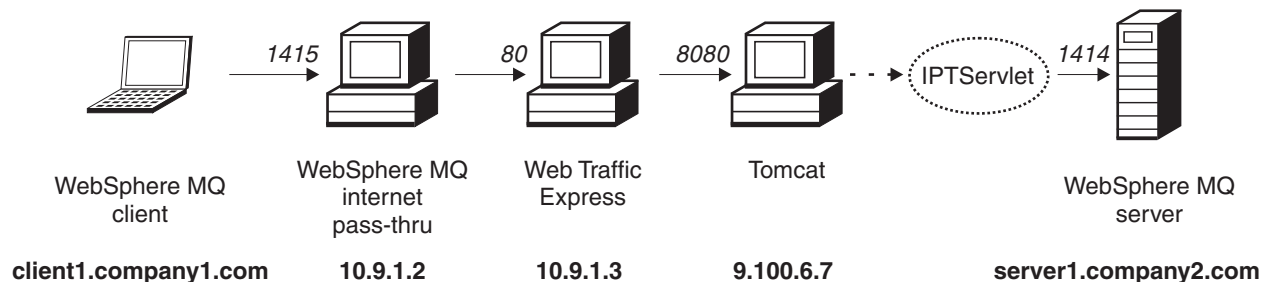 1415
80
8080
IPTServlet
1414
WebSphere MQ
client
WebSphere MQ
internet
pass-thru
Web Traffic
Express
Tomcat
WebSphere MQ
server
client1.company1.com
10.9.1.2
10.9.1.3
9.100.6.7
server1.company2.com